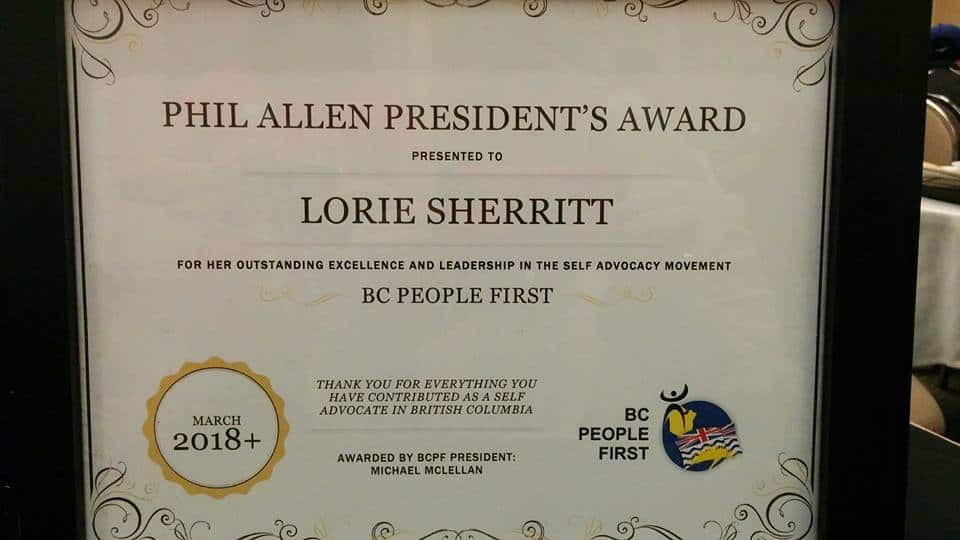 PHIL ALLEN PRESIDENT'S AWARD
PRESENTED TO
LORIE SHERRITT
FOR HER OUTSTANDING EXCELLENCE AND LEADERSHIP IN THE SELF ADVOCACY MOVEMENT
BC PEOPLE FIRST
MARCH
2018+
THANK YOU FOR EVERYTHING YOU
HAVE CONTRIBUTED AS A SELF
ADVOCATE IN BRITISH COLUMBIA
AWARDED BY BCPF PRESIDENT:
MICHAEL MCLELLAN
BC
PEOPLE
FIRST